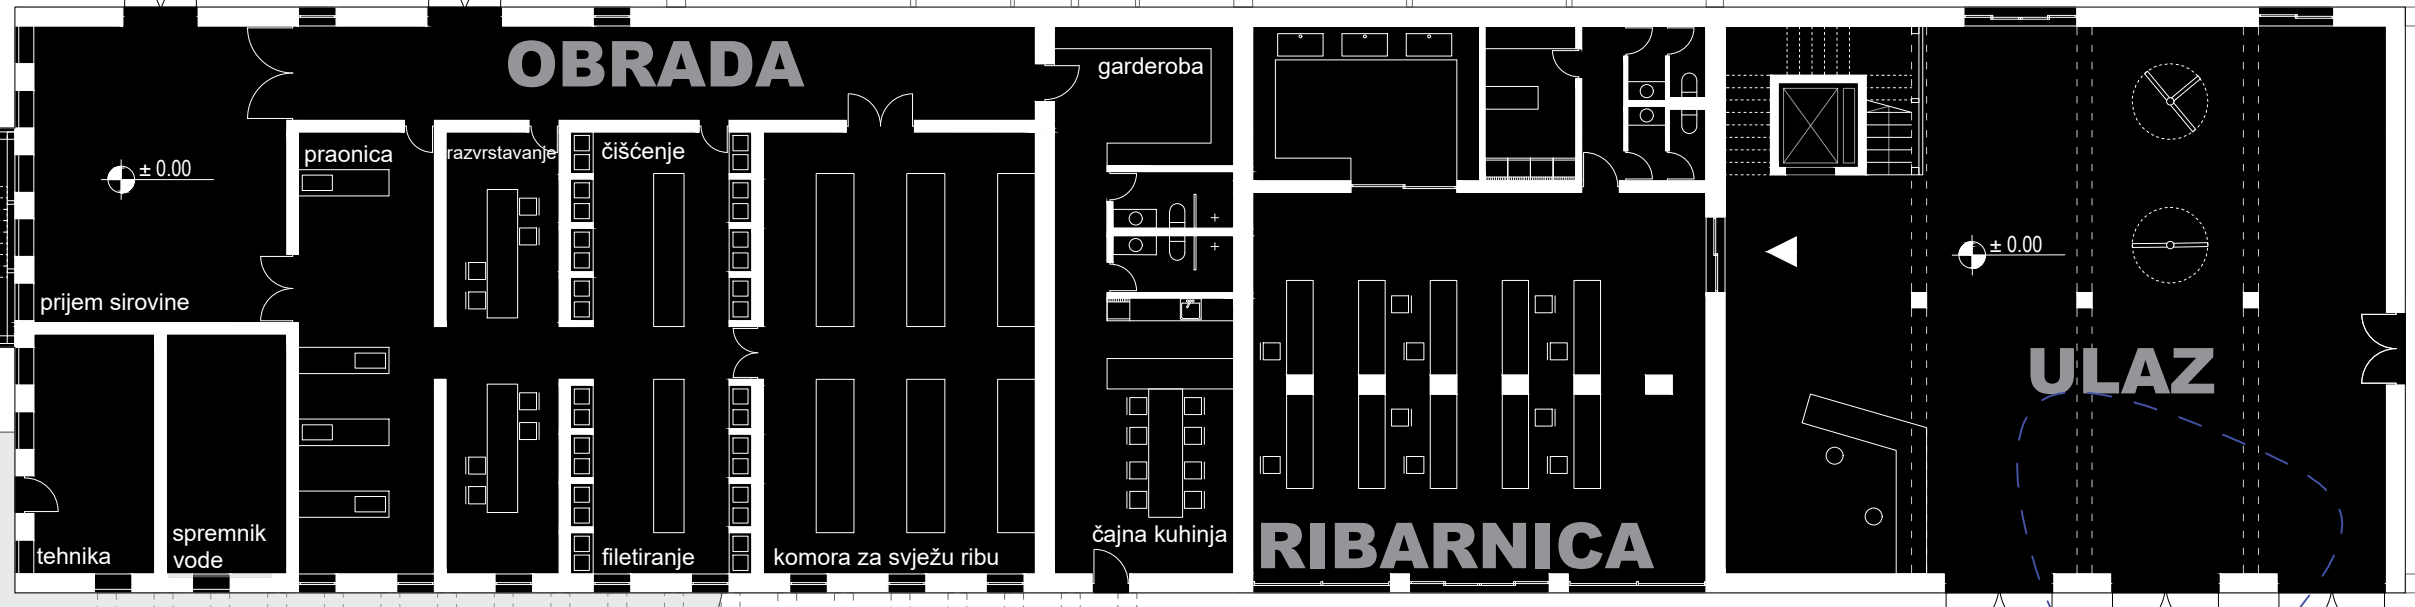 OBRADA
garderoba
praonica
razvrstavanje
čišćenje
± 0.00
± 0.00
prijem sirovine
ULAZ
tehnika
spremnik
vode
filetiranje
komora za svježu ribu
čajna kuhinja
RIBARNICA